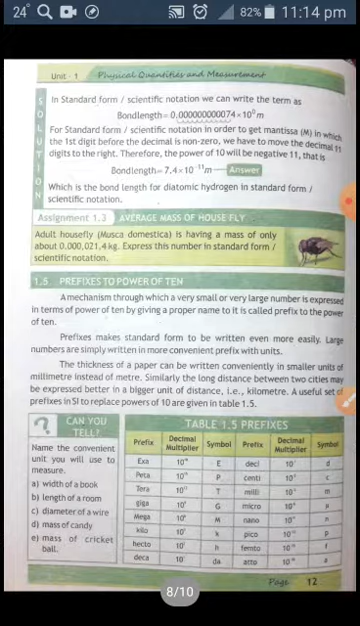 24°
82%
11:14 pm
Unit - 1
Physical Quantities and Measurement
SOLUTION
In Standard form / scientific notation we can write the term as
Bondlength = 0.000000000074×10⁰m
For Standard form / scientific notation in order to get mantissa (M) in which
the 1st digit before the decimal is non-zero, we have to move the decimal 11
digits to the right. Therefore, the power of 10 will be negative 11, that is
Bondlength = 7.4×10⁻¹¹m — Answer
Which is the bond length for diatomic hydrogen in standard form /
scientific notation.
Assignment 1.3 AVERAGE MASS OF HOUSE FLY
Adult housefly (Musca domestica) is having a mass of only
about 0.000,021,4 kg. Express this number in standard form /
scientific notation.
1.5 PREFIXES TO POWER OF TEN
A mechanism through which a very small or very large number is expressed
in terms of power of ten by giving a proper name to it is called prefix to the power
of ten.
Prefixes makes standard form to be written even more easily. Large
numbers are simply written in more convenient prefix with units.
The thickness of a paper can be written conveniently in smaller units of
millimetre instead of metre. Similarly the long distance between two cities may
be expressed better in a bigger unit of distance, i.e., kilometre. A useful set of
prefixes in SI to replace powers of 10 are given in table 1.5.
? CAN YOU
TELL?
Name the convenient
unit you will use to
measure.
a) width of a book
b) length of a room
c) diameter of a wire
d) mass of candy
e) mass of cricket
ball.
TABLE 1.5 PREFIXES
Prefix Decimal Multiplier Symbol Prefix Decimal Multiplier Symbol
Exa E deci d
Peta P centi c
Tera T milli m
giga G micro μ
Mega M nano n
kilo k pico p
hecto h femto f
deca da atto a
Page 12
8/10